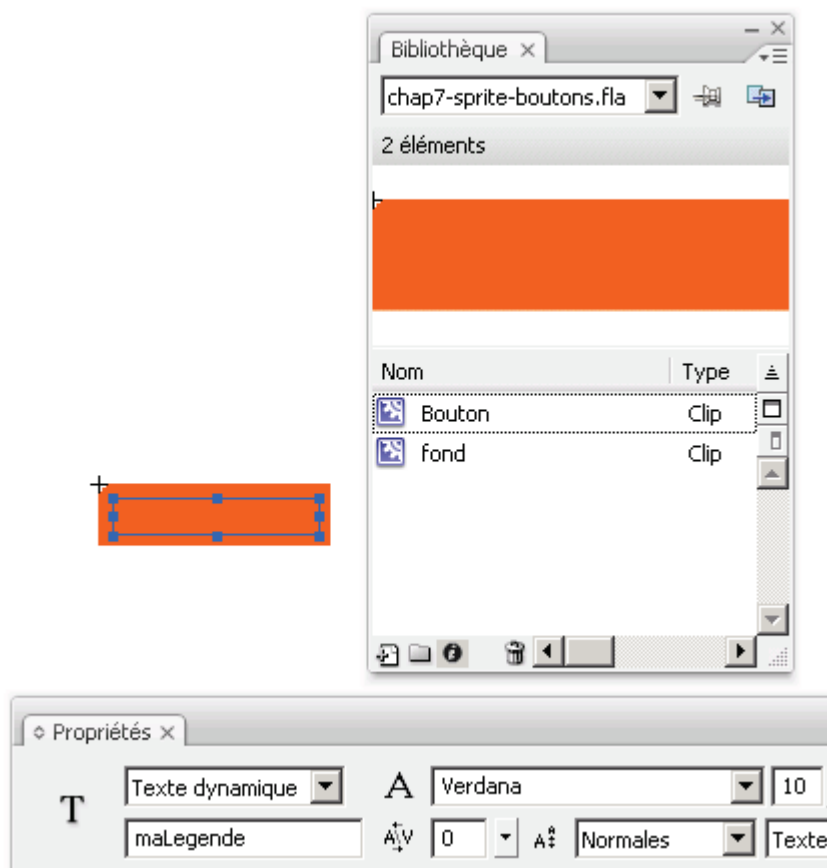 Bibliothèque
chap7-sprite-boutons.fla
2 éléments
Nom Type
Bouton Clip
fond Clip
Propriétés
T Texte dynamique A Verdana 10
maLegende AV 0 A Normales Texte